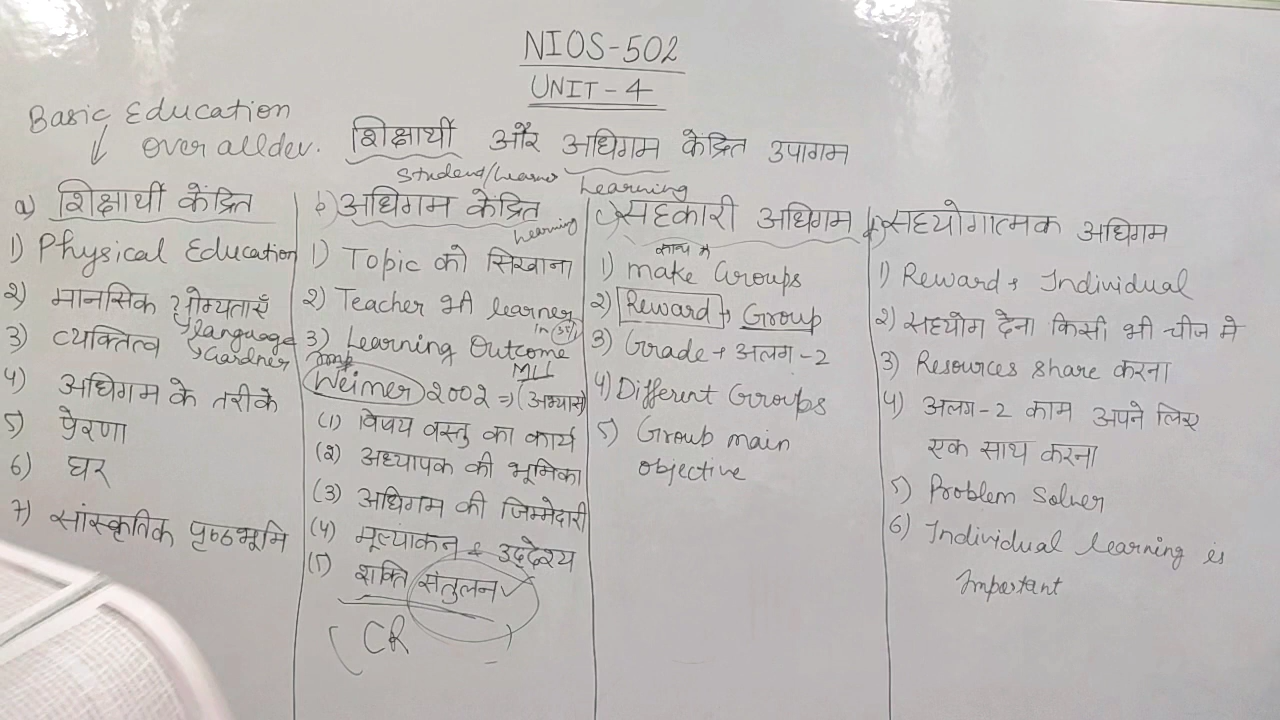 NIOS-502
UNIT-4
Basic Education
↓ Over all dev.
शिक्षार्थी और अधिगम केंद्रित उपागम
Student/learner Learning
a) शिक्षार्थी केंद्रित
1) Physical Education
2) मानसिक योग्यताएँ
→ language
→ Gardner
3) व्यक्तित्व
4) अधिगम के तरीके
5) प्रेरणा
6) घर
7) सांस्कृतिक पृष्ठभूमि
b) अधिगम केंद्रित
learning
1) Topic को सिखाना
2) Teacher भी learner
3) Learning Outcome
MLL
Weimer 2002 ⇒ (अभ्यास)
(1) विषय वस्तु का कार्य
(2) अध्यापक की भूमिका
(3) अधिगम की जिम्मेदारी
(4) मूल्यांकन & उद्देश्य
(5) शक्ति संतुलन ✓
(CR)
c) सहकारी अधिगम
साथ में
1) make Groups
2) Reward → Group
3) Grade → अलग-2
4) Different Groups
5) Group main
objective
सहयोगात्मक अधिगम
1) Reward → Individual
2) सहयोग देना किसी भी चीज मे
3) Resources share करना
4) अलग-2 काम अपने लिए
एक साथ करना
5) Problem Solver
6) Individual learning is
Important